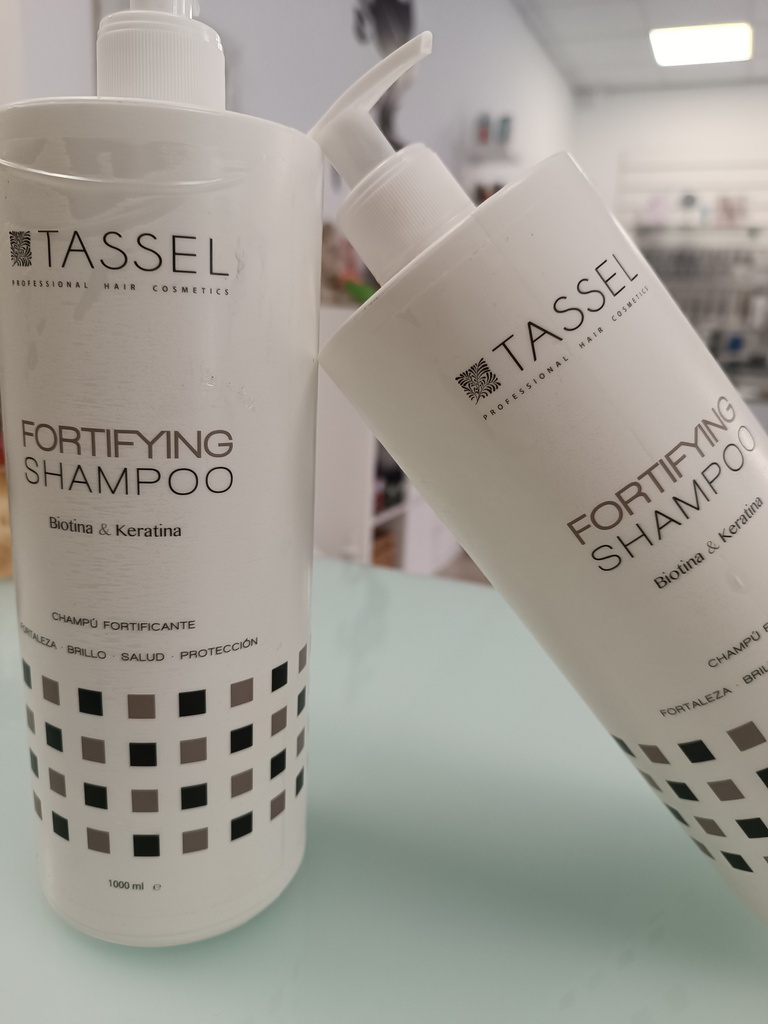 TASSEL
PROFESSIONAL HAIR COSMETICS
FORTIFYING
SHAMPOO
Biotina & Keratina
CHAMPÚ FORTIFICANTE
FORTALEZA · BRILLO · SALUD · PROTECCIÓN
1000 ml ℮
TASSEL
PROFESSIONAL HAIR COSMETICS
FORTIFYING
SHAMPOO
Biotina & Keratina
CHAMPÚ
FORTALEZA ·